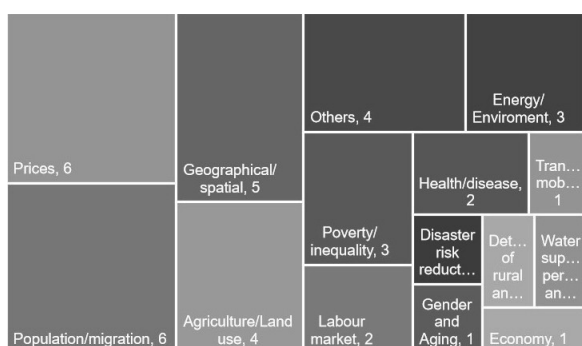 Prices, 6
Population/migration, 6
Geographical/
spatial, 5
Agriculture/Land
use, 4
Others, 4
Energy/
Enviroment, 3
Poverty/
inequality, 3
Labour
market, 2
Health/disease,
2
Tran...
mob...
1
Disaster
risk
reduct...
Gender
and
Aging, 1
Det...
of
rural
an...
Water
sup...
per...
an...
Economy, 1